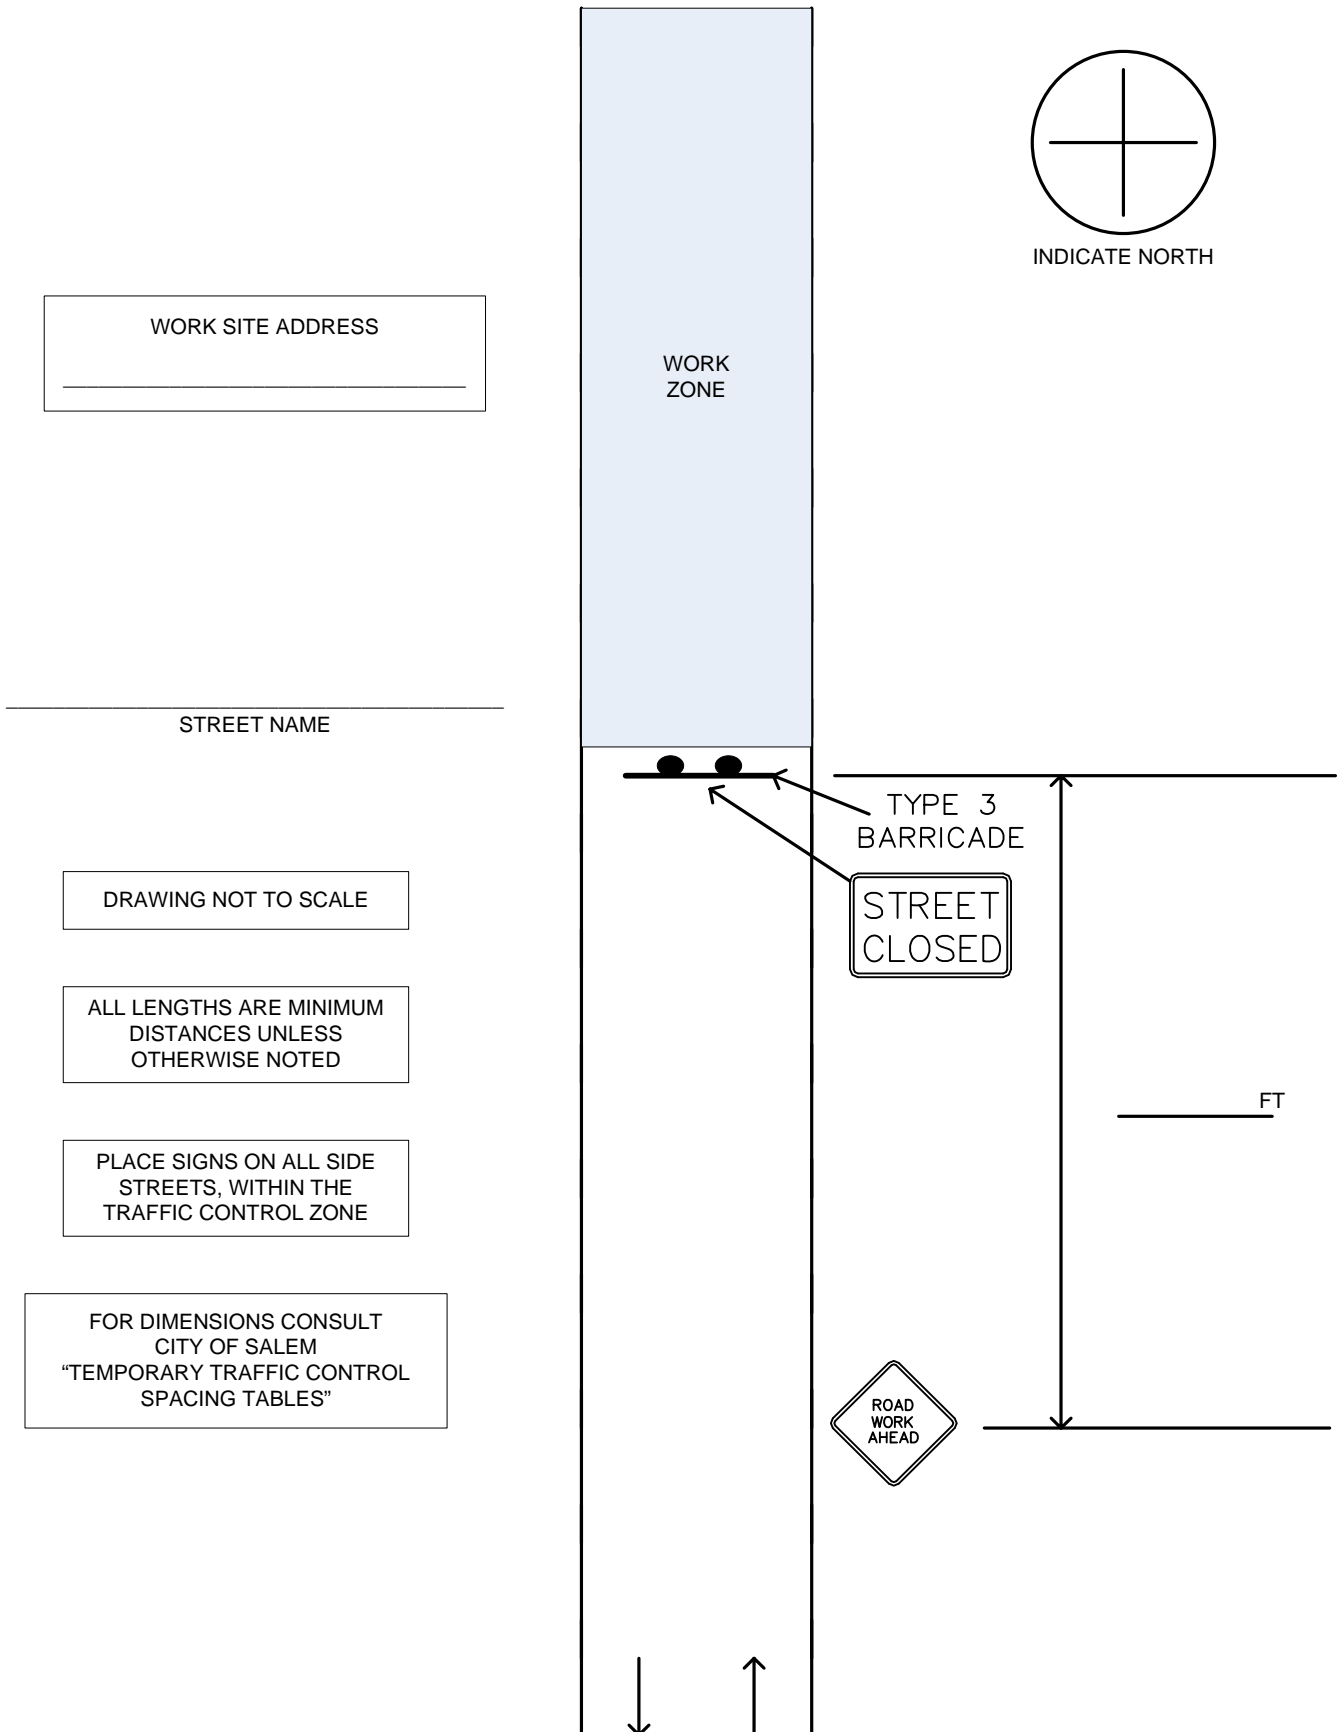 INDICATE NORTH
WORK SITE ADDRESS
WORK
ZONE
STREET NAME
TYPE 3
BARRICADE
DRAWING NOT TO SCALE
STREET
CLOSED
ALL LENGTHS ARE MINIMUM
DISTANCES UNLESS
OTHERWISE NOTED
FT
PLACE SIGNS ON ALL SIDE
STREETS, WITHIN THE
TRAFFIC CONTROL ZONE
FOR DIMENSIONS CONSULT
CITY OF SALEM
“TEMPORARY TRAFFIC CONTROL
SPACING TABLES”
ROAD
WORK
AHEAD